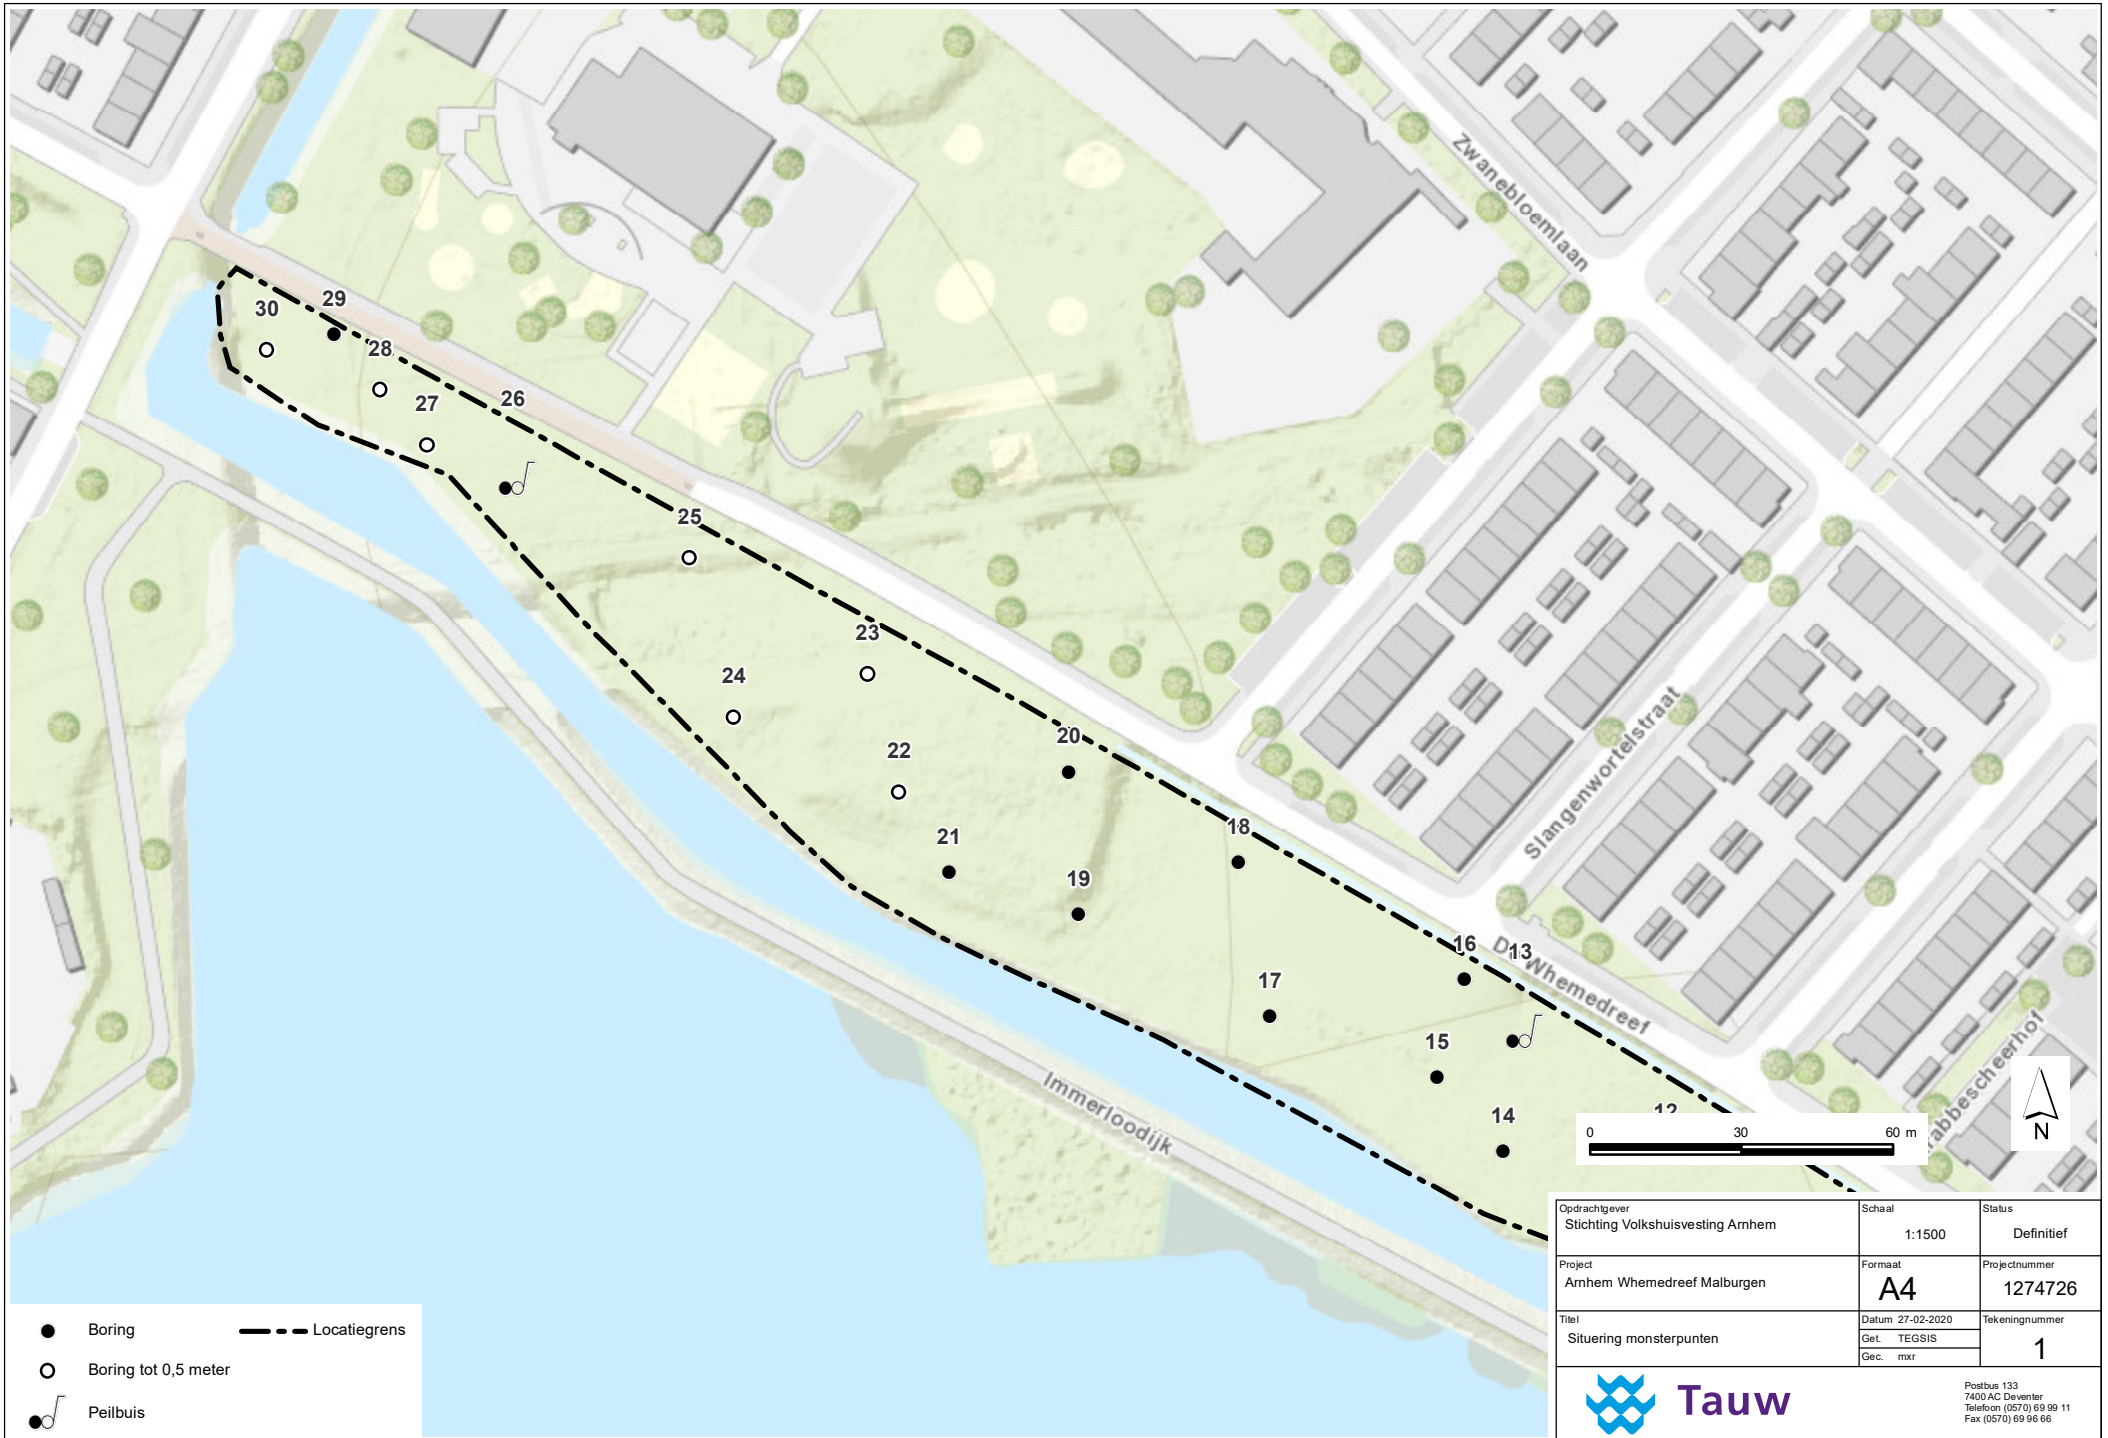 Zwanebloemlaan
29
30
28
26
27
25
23
24
20
22
18
21
19
Slangenwortelstraat
16
13
De Whemedreef
17
15
14
12
Immerloodijk
0 30 60 m
N
Opdrachtgever
Stichting Volkshuisvesting Arnhem
Schaal
1:1500
Status
Definitief
Project
Arnhem Whemedreef Malburgen
Formaat
A4
Projectnummer
1274726
Titel
Situering monsterpunten
Datum 27-02-2020
Get. TEGSIS
Gec. mxr
Tekeningnummer
1
Boring
Locatiegrens
Boring tot 0,5 meter
Peilbuis
Tauw
Postbus 133
7400 AC Deventer
Telefoon (0570) 69 99 11
Fax (0570) 69 96 66